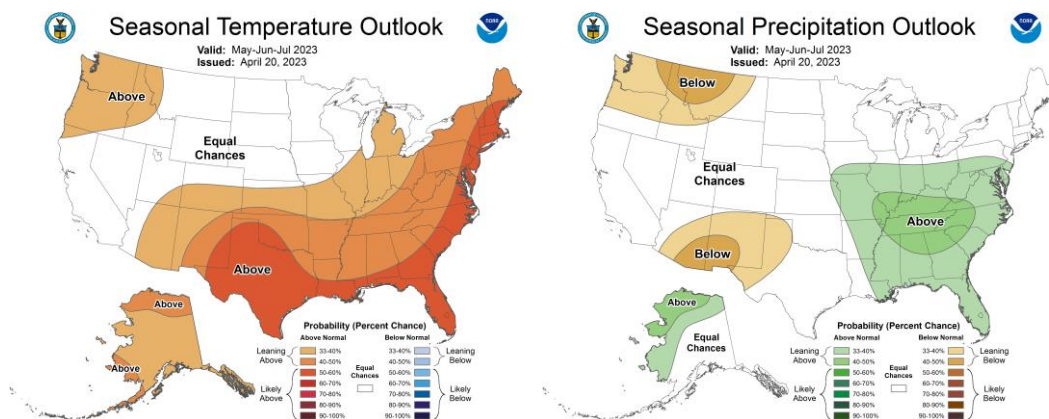 Seasonal Temperature Outlook
Valid: May-Jun-Jul 2023
Issued: April 20, 2023
Above
Equal
Chances
Above
Above
Above
Probability (Percent Chance)
Above Normal
Below Normal
Leaning
Above
33-40%
40-50%
50-60%
60-70%
70-80%
80-90%
90-100%
Likely
Above
Equal
Chances
33-40%
40-50%
50-60%
60-70%
70-80%
80-90%
90-100%
Leaning
Below
Likely
Below
Seasonal Precipitation Outlook
Valid: May-Jun-Jul 2023
Issued: April 20, 2023
Below
Equal
Chances
Above
Below
Above
Equal
Chances
Probability (Percent Chance)
Above Normal
Below Normal
Leaning
Above
33-40%
40-50%
50-60%
60-70%
70-80%
80-90%
90-100%
Likely
Above
Equal
Chances
33-40%
40-50%
50-60%
60-70%
70-80%
80-90%
90-100%
Leaning
Below
Likely
Below